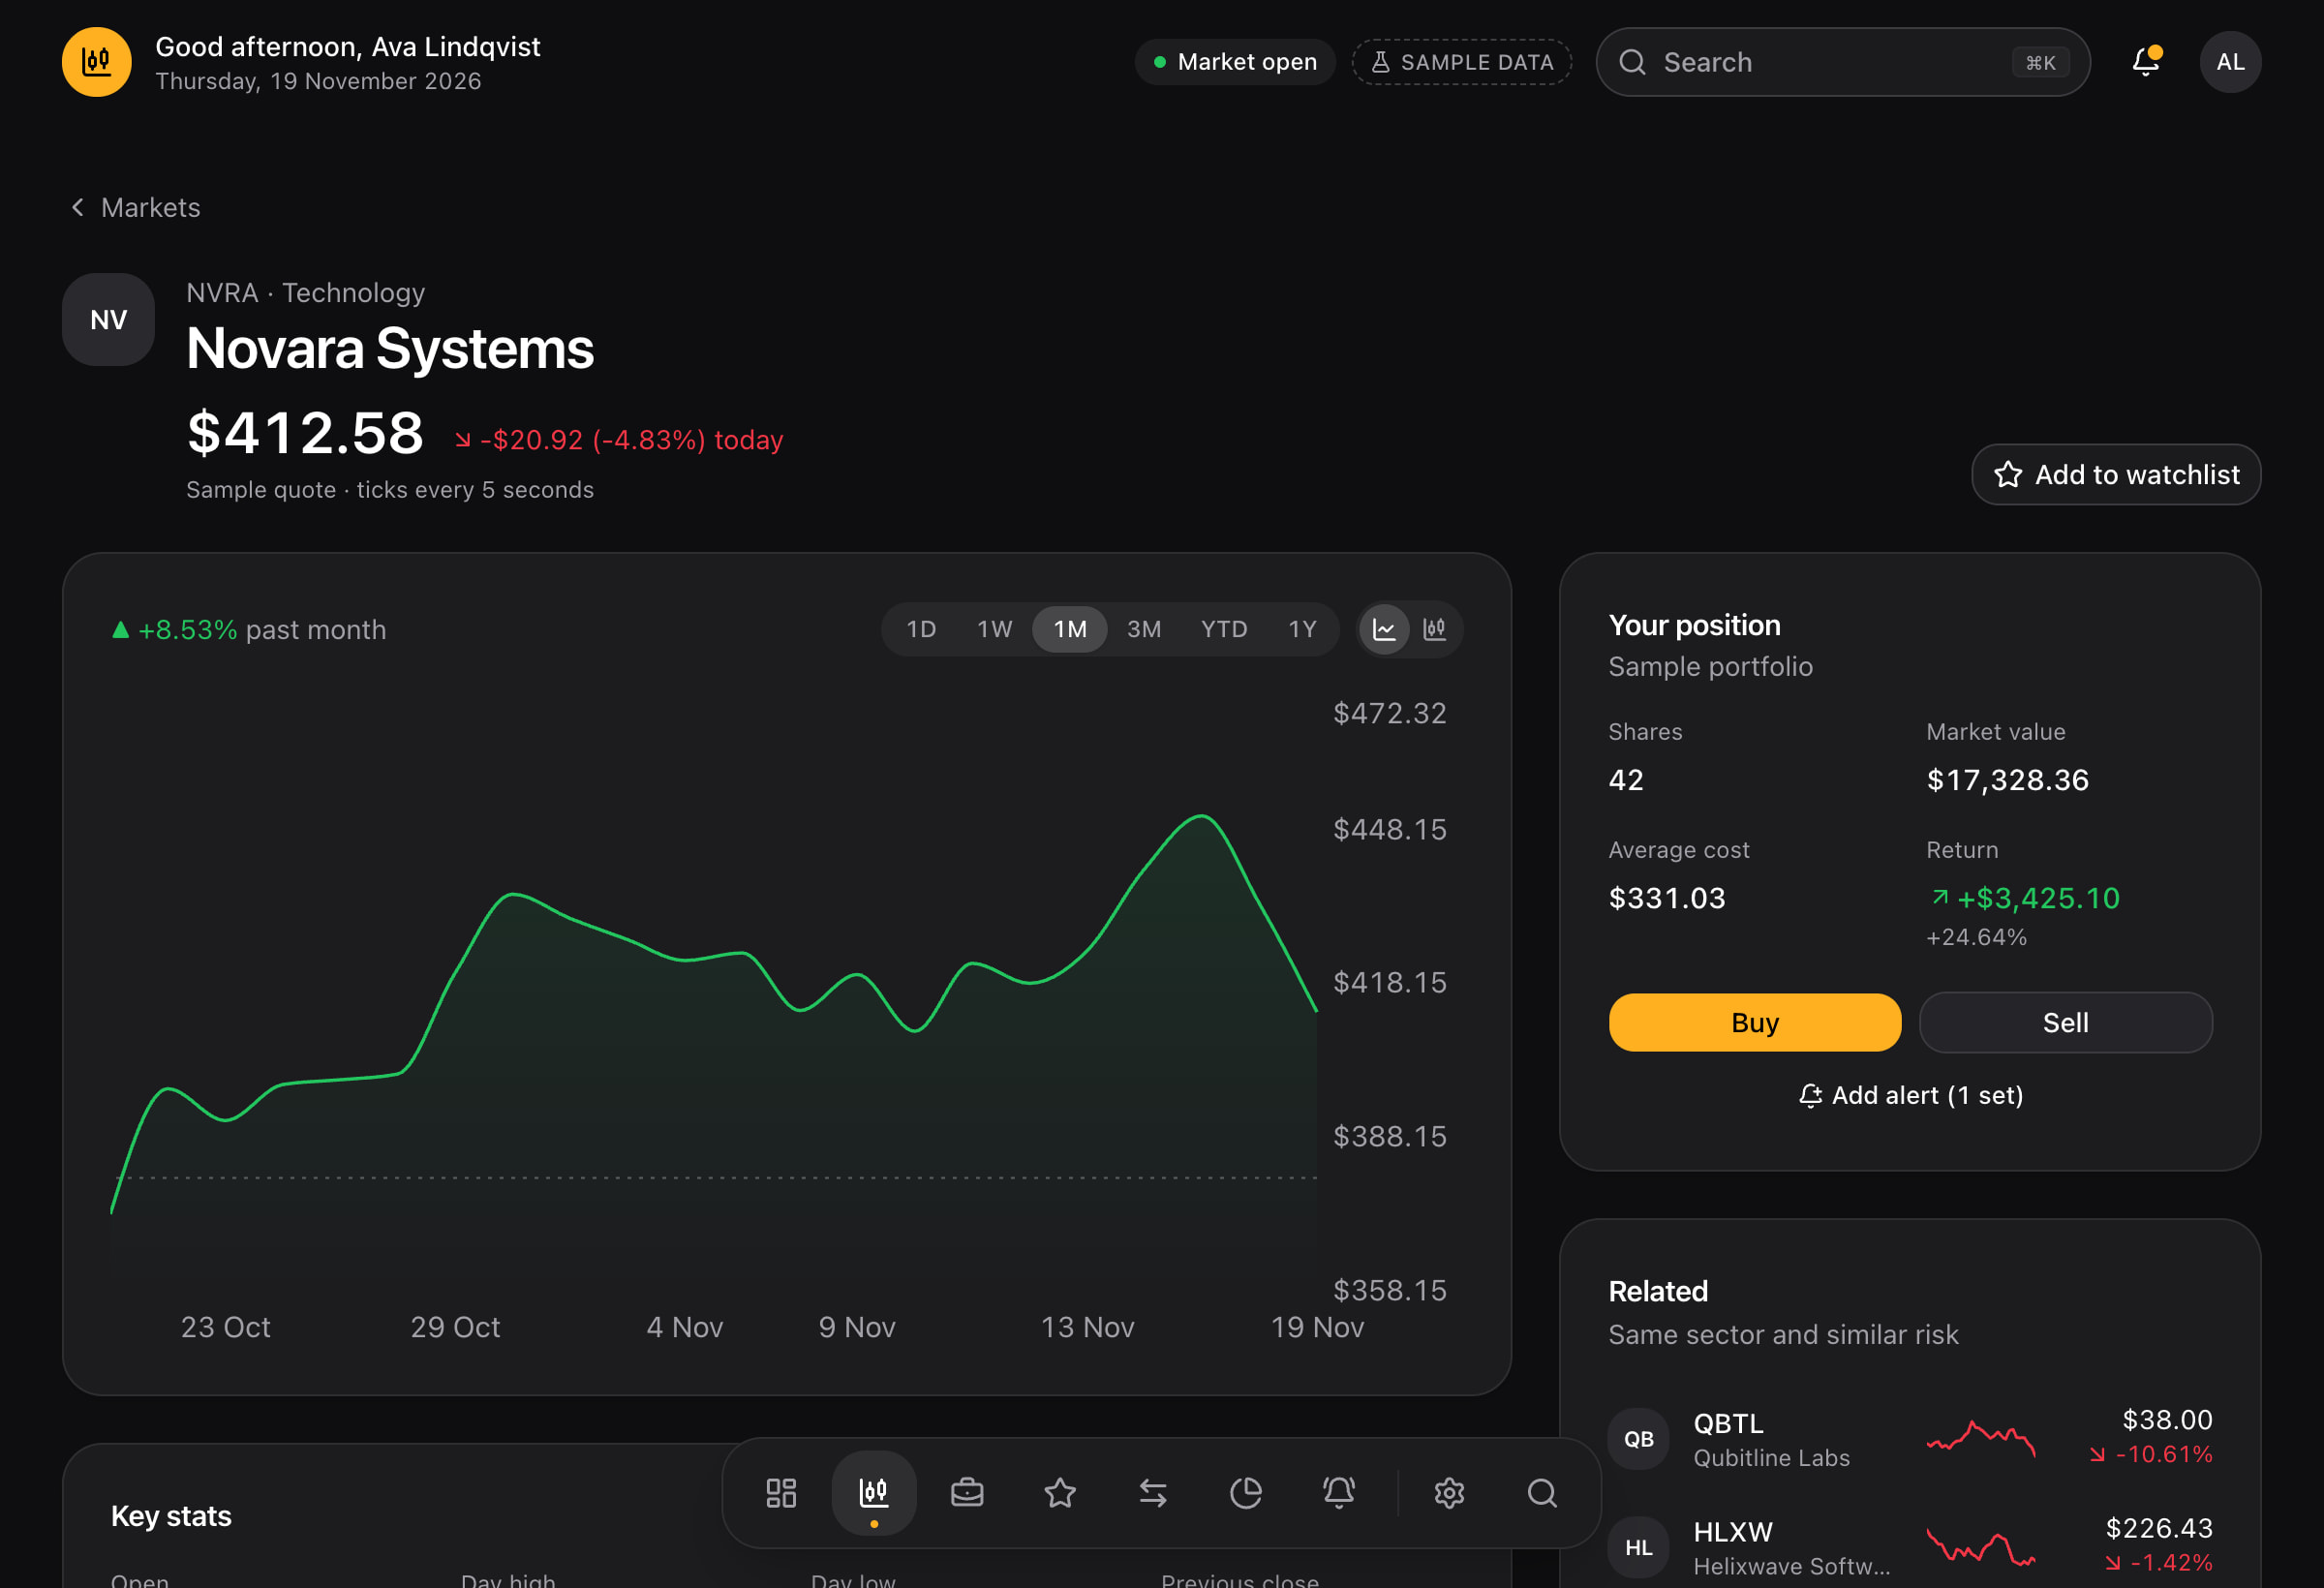 Good afternoon, Ava Lindqvist
Thursday, 19 November 2026
Market open
SAMPLE DATA
Search
⌘K
AL
Markets
NV
NVRA · Technology
Novara Systems
$412.58
-$20.92 (-4.83%) today
Sample quote · ticks every 5 seconds
Add to watchlist
+8.53% past month
1D 1W 1M 3M YTD 1Y
$472.32
$448.15
$418.15
$388.15
$358.15
23 Oct 29 Oct 4 Nov 9 Nov 13 Nov 19 Nov
Your position
Sample portfolio
Shares
42
Market value
$17,328.36
Average cost
$331.03
Return
+$3,425.10
+24.64%
Buy
Sell
Add alert (1 set)
Related
Same sector and similar risk
QB
QBTL
Qubitline Labs
$38.00
-10.61%
HL
HLXW
Helixwave Softw...
$226.43
-1.42%
Key stats
Open Day high Day low Previous close